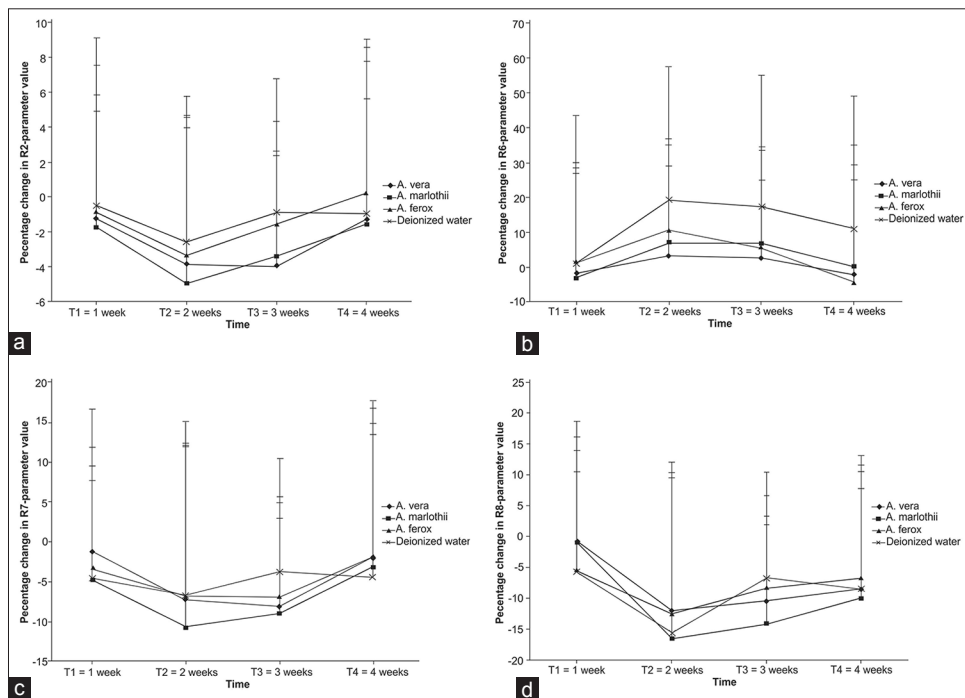 Pecentage change in R2-parameter value
10
8
6
4
2
0
-2
-4
-6
T1 = 1 week
T2 = 2 weeks
T3 = 3 weeks
T4 = 4 weeks
Time
A. vera
A. marlothii
A. ferox
Deionized water
a
Pecentage change in R6-parameter value
70
60
50
40
30
20
10
0
-10
T1 = 1 week
T2 = 2 weeks
T3 = 3 weeks
T4 = 4 weeks
Time
A. vera
A. marlothii
A. ferox
Deionized water
b
Pecentage change in R7-parameter value
20
15
10
5
0
-5
-10
-15
T1 = 1 week
T2 = 2 weeks
T3 = 3 weeks
T4 = 4 weeks
Time
A. vera
A. marlothii
A. ferox
Deionized water
c
Pecentage change in R8-parameter value
25
20
15
10
5
0
-5
-10
-15
-20
T1 = 1 week
T2 = 2 weeks
T3 = 3 weeks
T4 = 4 weeks
Time
A. vera
A. marlothii
A. ferox
Deionized water
d